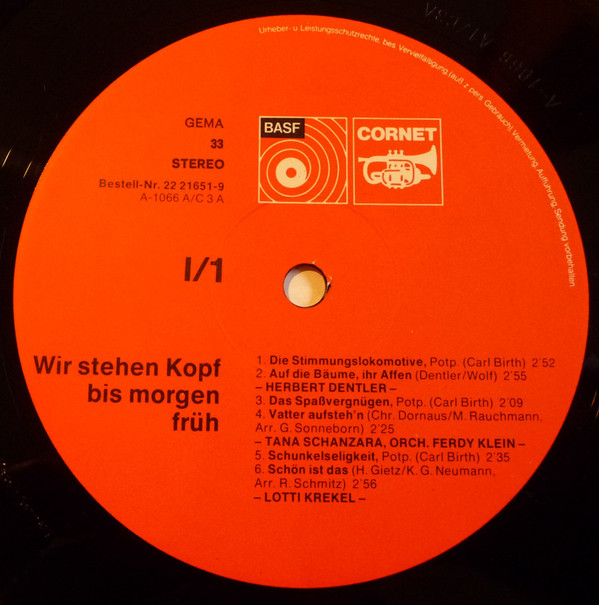 Urheber- u. Leistungsschutzrechte, bes. Vervielfältigung (auß. z. pers. Gebrauch), Vermietung, Aufführung, Sendung vorbehalten.
GEMA
33
STEREO
Bestell-Nr. 22 21651-9
A-1066 A/C 3 A
BASF
CORNET
I/1
Wir stehen Kopf
bis morgen
früh
1. Die Stimmungslokomotive, Potp. (Carl Birth) 2'52
2. Auf die Bäume, ihr Affen (Dentler/Wolf) 2'55
– HERBERT DENTLER –
3. Das Spaßvergnügen, Potp. (Carl Birth) 2'09
4. Vatter aufsteh'n (Chr. Dornaus/M. Rauchmann,
Arr. G. Sonneborn) 2'25
– TANA SCHANZARA, ORCH. FERDY KLEIN –
5. Schunkelseligkeit, Potp. (Carl Birth) 2'35
6. Schön ist das (H. Gietz/K. G. Neumann,
Arr. R. Schmitz) 2'56
– LOTTI KREKEL –